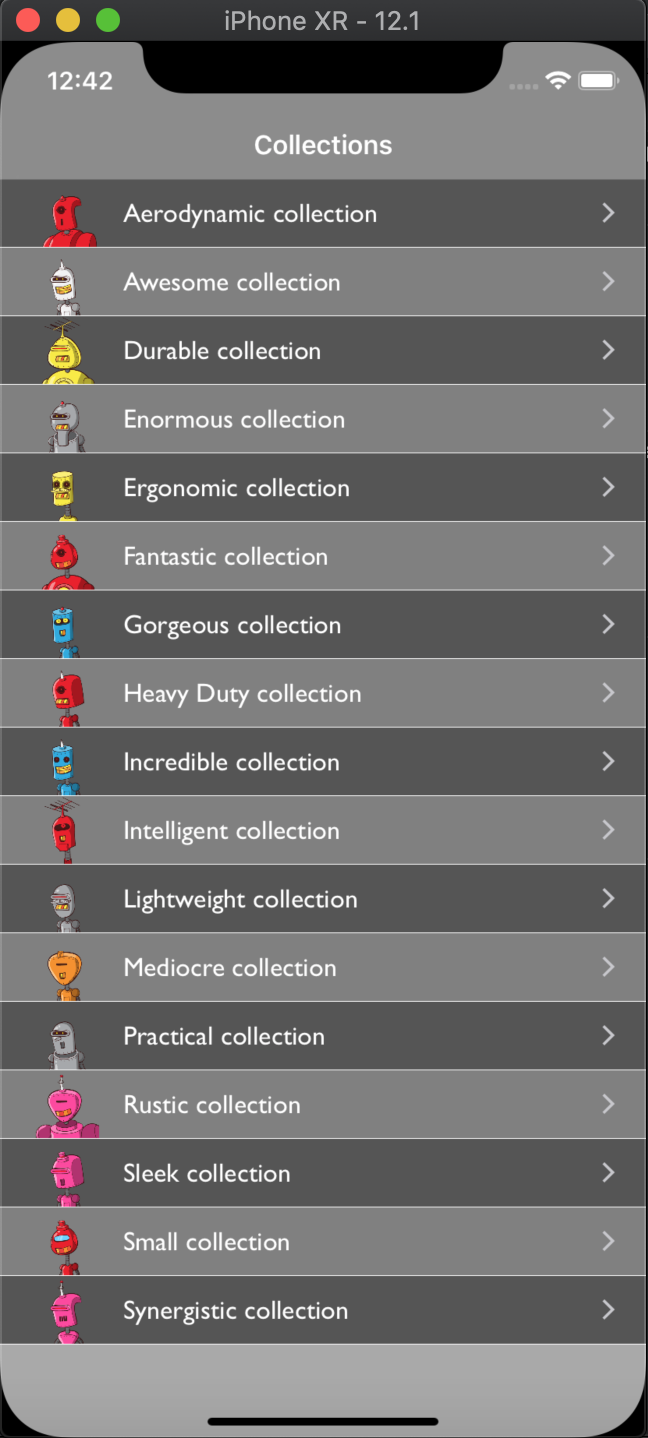 iPhone XR - 12.1
12:42
Collections
Aerodynamic collection
Awesome collection
Durable collection
Enormous collection
Ergonomic collection
Fantastic collection
Gorgeous collection
Heavy Duty collection
Incredible collection
Intelligent collection
Lightweight collection
Mediocre collection
Practical collection
Rustic collection
Sleek collection
Small collection
Synergistic collection